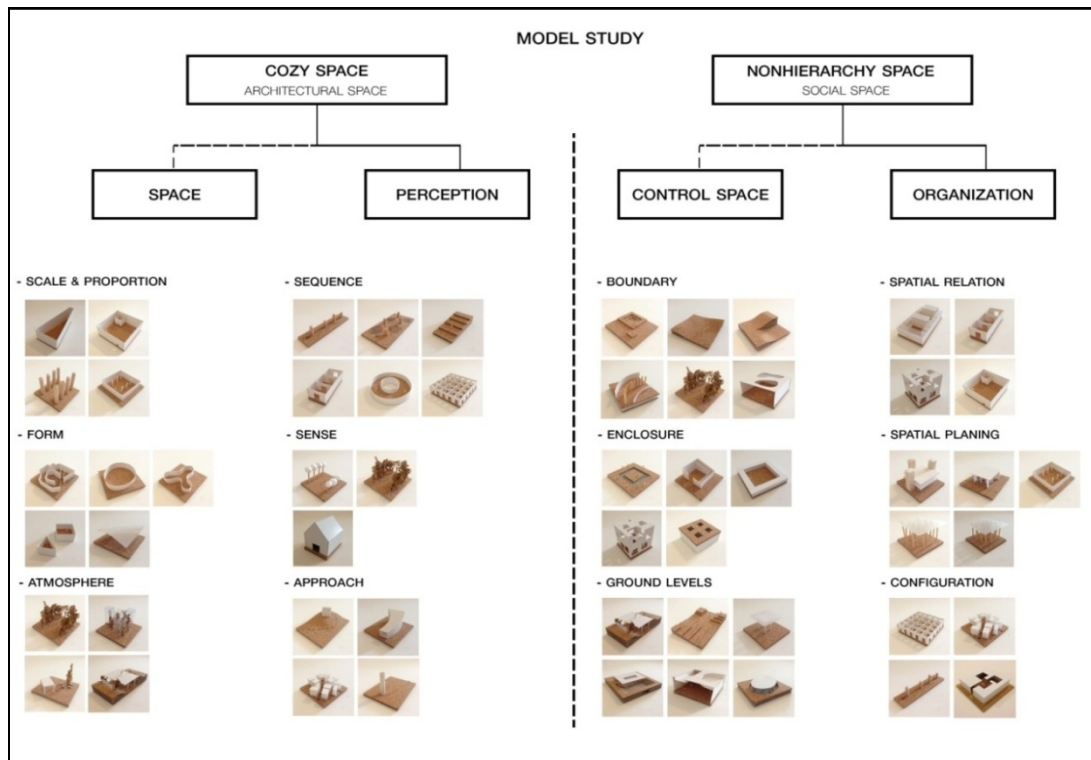 MODEL STUDY
COZY SPACE
ARCHITECTURAL SPACE
NONHIERARCHY SPACE
SOCIAL SPACE
SPACE
PERCEPTION
CONTROL SPACE
ORGANIZATION
- SCALE & PROPORTION
- SEQUENCE
- BOUNDARY
- SPATIAL RELATION
- FORM
- SENSE
- ENCLOSURE
- SPATIAL PLANING
- ATMOSPHERE
- APPROACH
- GROUND LEVELS
- CONFIGURATION